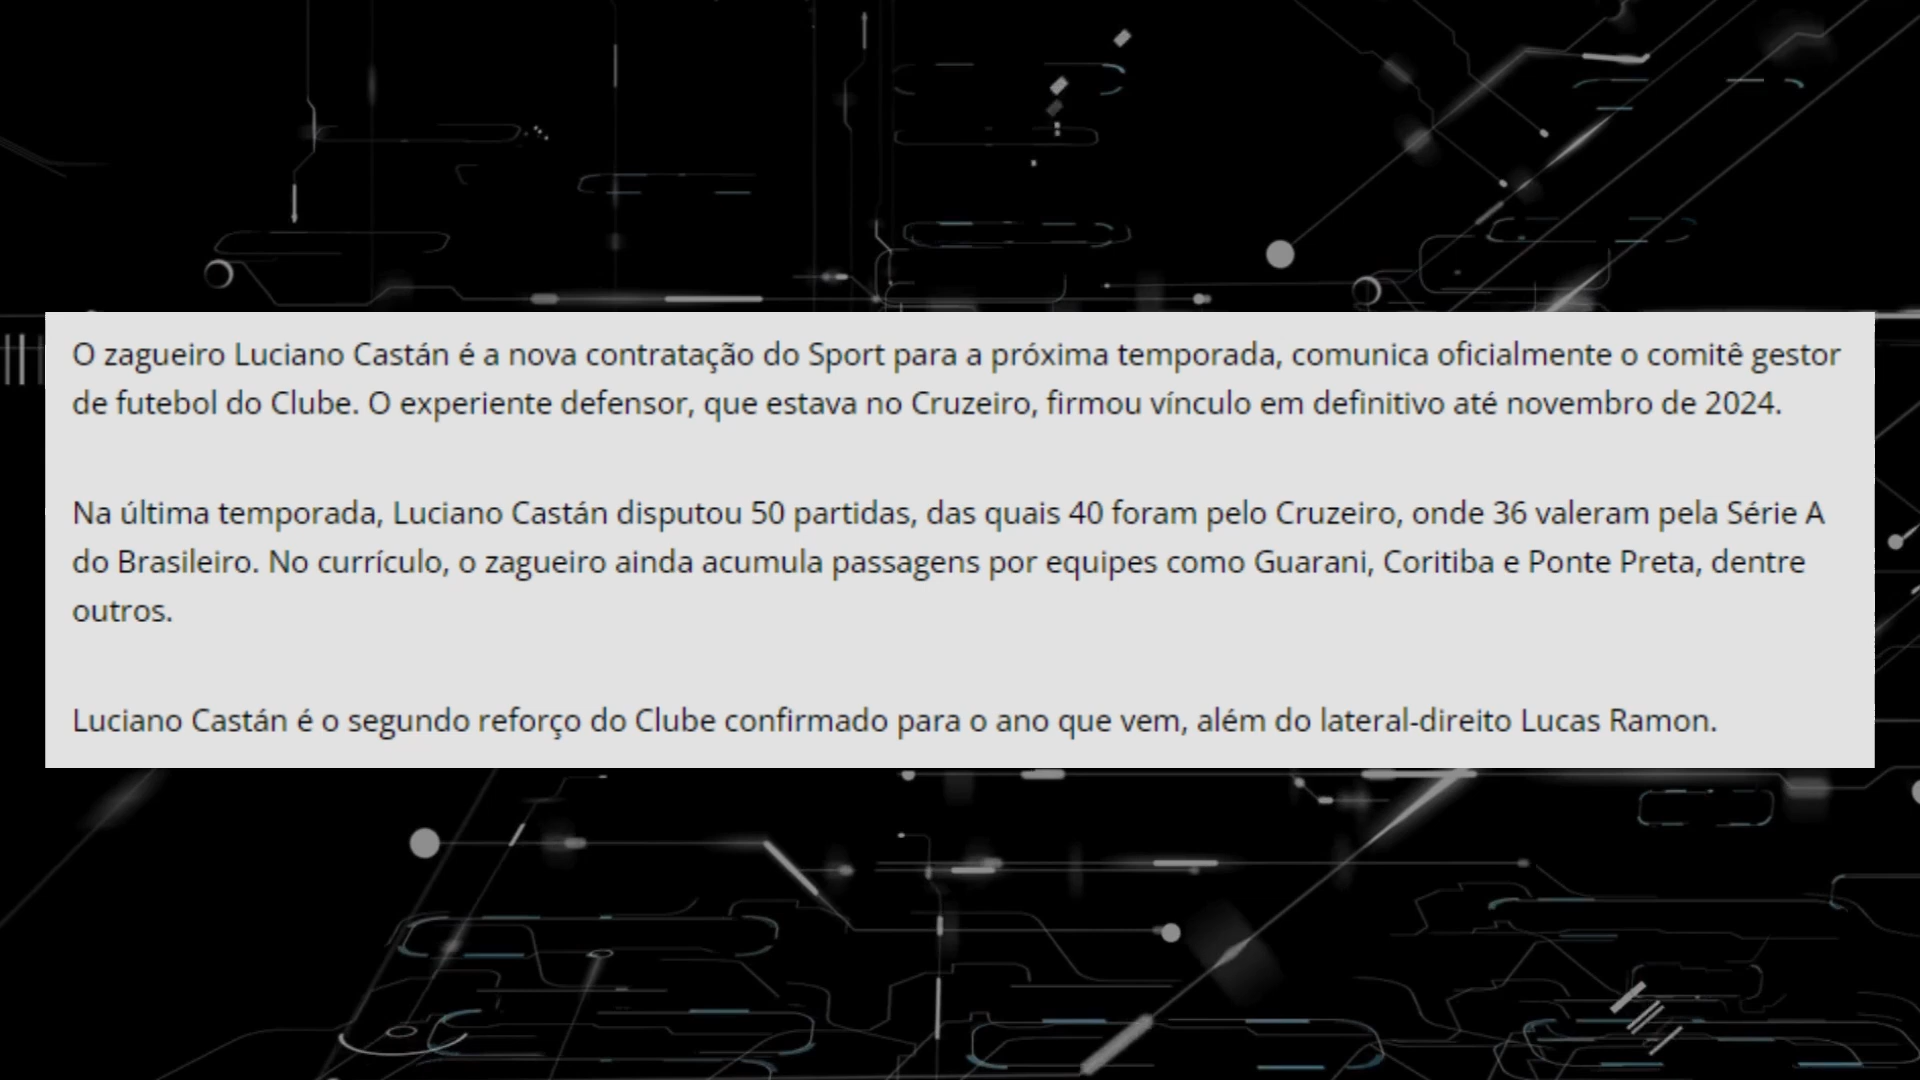 O zagueiro Luciano Castán é a nova contratação do Sport para a próxima temporada, comunica oficialmente o comitê gestor
de futebol do Clube. O experiente defensor, que estava no Cruzeiro, firmou vínculo em definitivo até novembro de 2024.
Na última temporada, Luciano Castán disputou 50 partidas, das quais 40 foram pelo Cruzeiro, onde 36 valeram pela Série A
do Brasileiro. No currículo, o zagueiro ainda acumula passagens por equipes como Guarani, Coritiba e Ponte Preta, dentre
outros.
Luciano Castán é o segundo reforço do Clube confirmado para o ano que vem, além do lateral-direito Lucas Ramon.